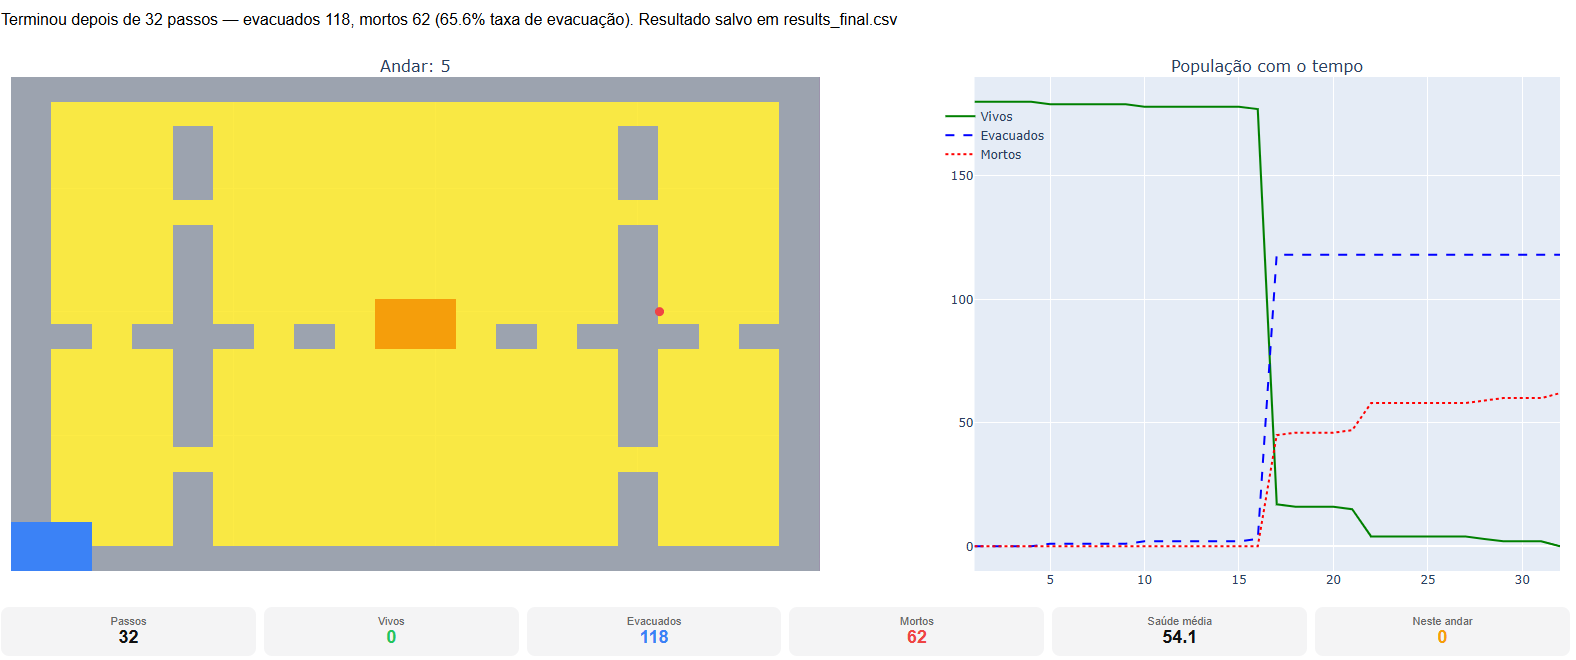 Terminou depois de 32 passos — evacuados 118, mortos 62 (65.6% taxa de evacuação). Resultado salvo em results_final.csv
Andar: 5
População com o tempo
Vivos
Evacuados
Mortos
150
100
50
0
5 10 15 20 25 30
Passos
32
Vivos
0
Evacuados
118
Mortos
62
Saúde média
54.1
Neste andar
0